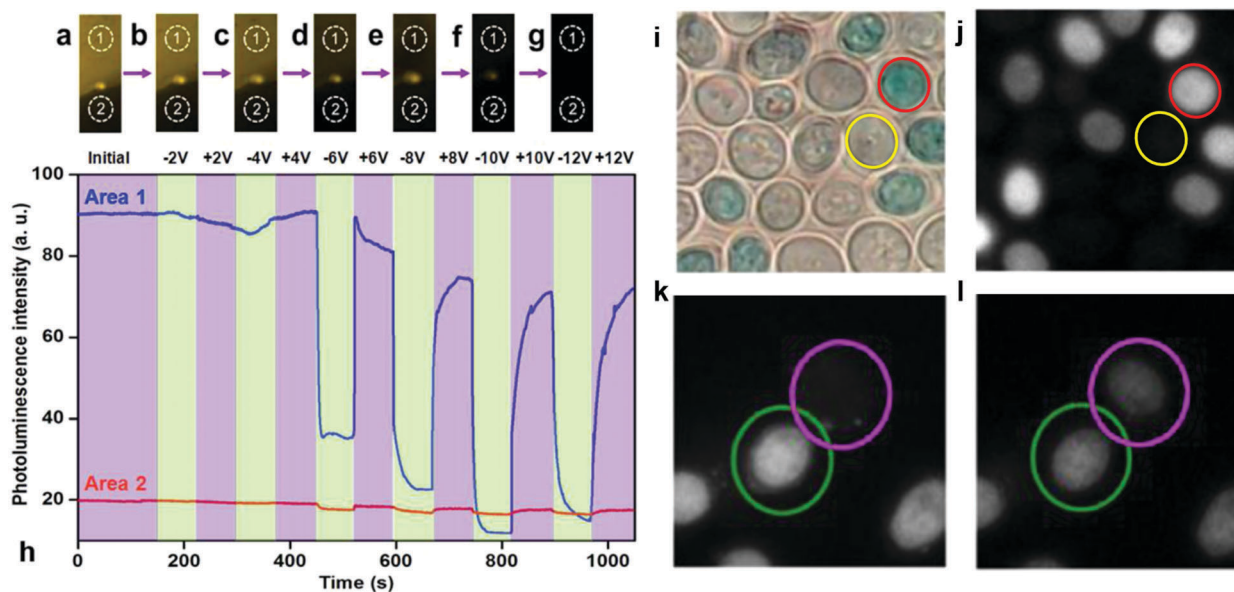 a b c d e f g
1 1 1 1 1 1 1
2 2 2 2 2 2 2
Initial -2V +2V -4V +4V -6V +6V -8V +8V -10V +10V -12V +12V
100
80
60
40
20
Photoluminescence intensity (a. u.)
Area 1
Area 2
h
0 200 400 600 800 1000
Time (s)
i
j
k
l